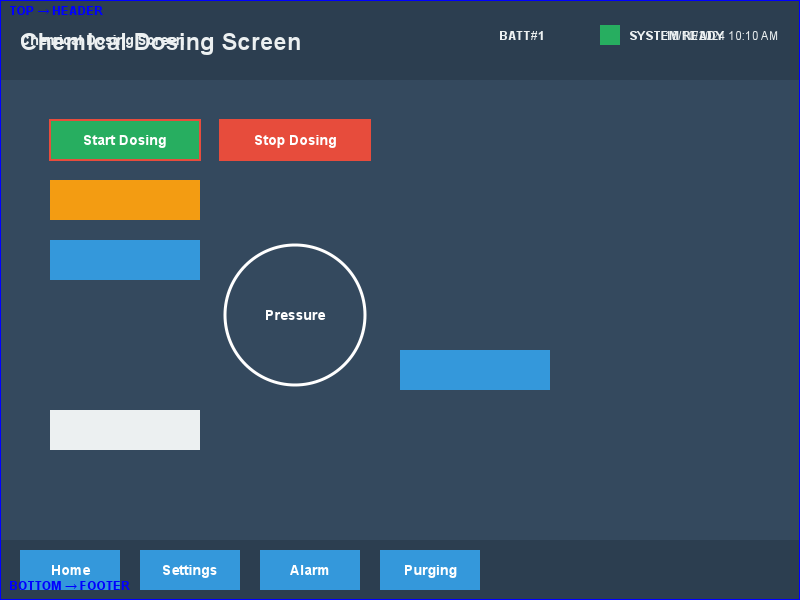 TOP → HEADER
Chemical Dosing Screen
Chemical Dosing Screen
BATT#1
SYSTEM READY
10:10 AM
Start Dosing
Stop Dosing
Pressure
Home
Settings
Alarm
Purging
BOTTOM → FOOTER